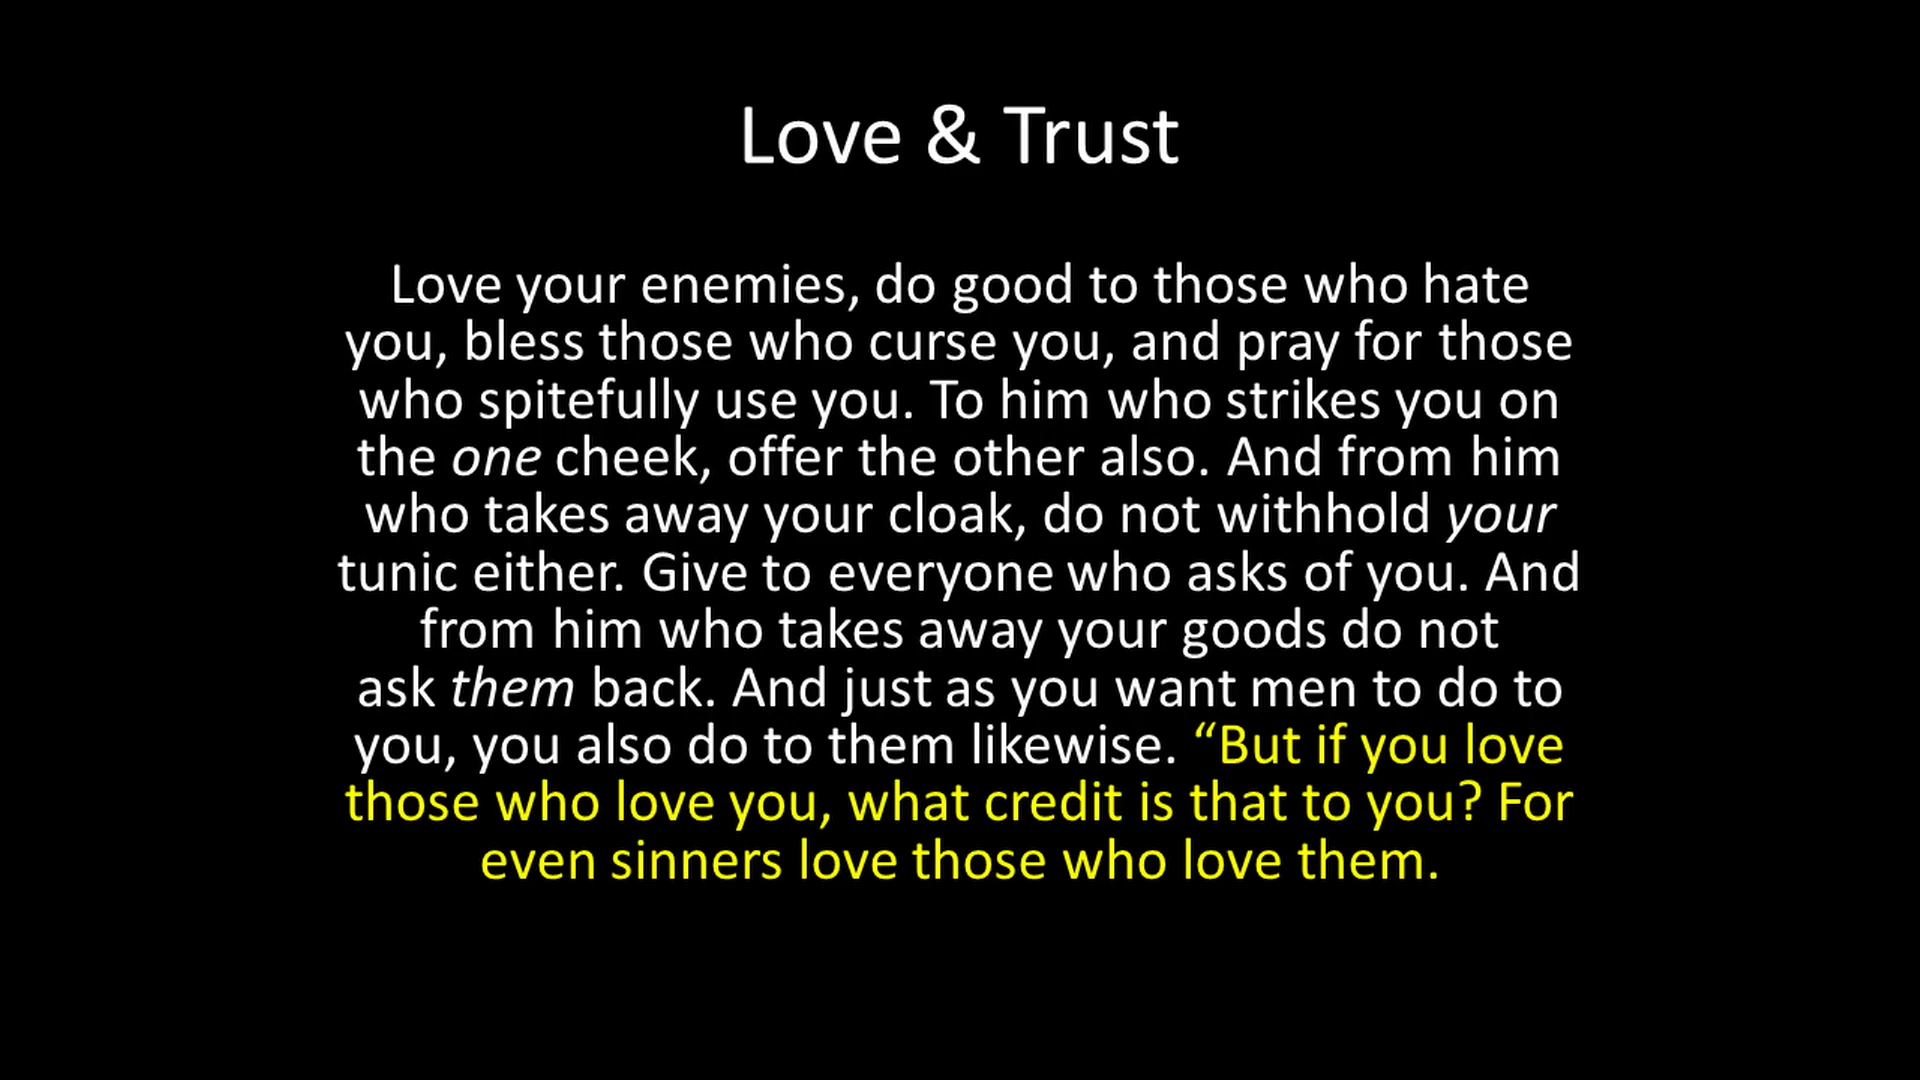 Love & Trust
Love your enemies, do good to those who hate
you, bless those who curse you, and pray for those
who spitefully use you. To him who strikes you on
the one cheek, offer the other also. And from him
who takes away your cloak, do not withhold your
tunic either. Give to everyone who asks of you. And
from him who takes away your goods do not
ask them back. And just as you want men to do to
you, you also do to them likewise. “But if you love
those who love you, what credit is that to you? For
even sinners love those who love them.